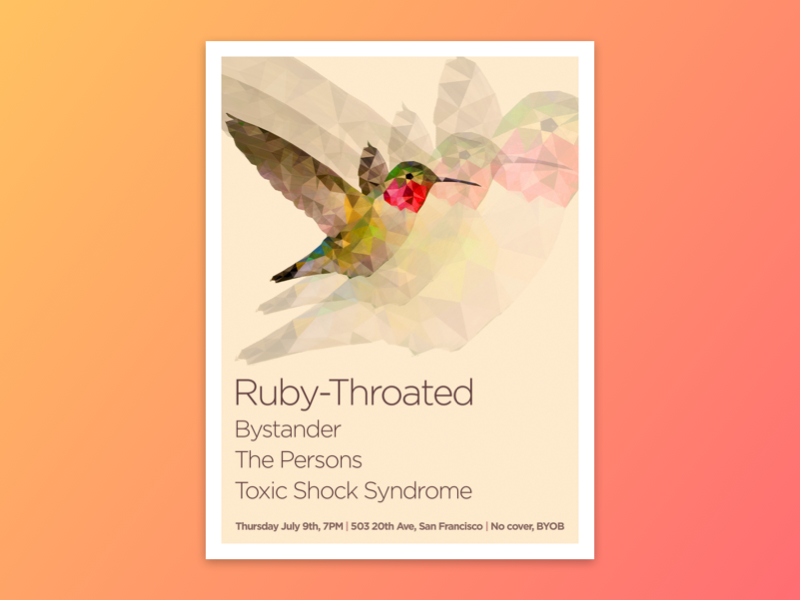 Ruby-Throated
Bystander
The Persons
Toxic Shock Syndrome
Thursday July 9th, 7PM | 503 20th Ave, San Francisco | No cover, BYOB